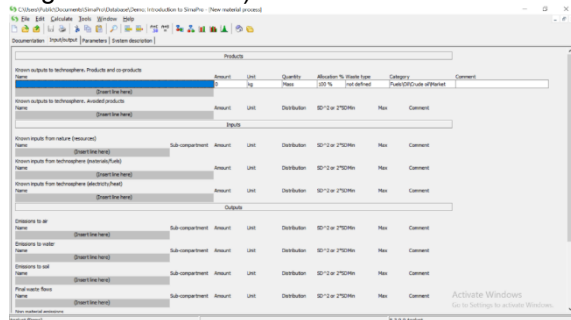 C:\Users\Public\Documents\SimaPro\Database\Demo; Introduction to SimaPro - [New material process]
File Edit Calculate Tools Window Help
Documentation Input/output Parameters System description
Products
Known outputs to technosphere. Products and co-products
Name Amount Unit Quantity Allocation % Waste type Category Comment
0 kg Mass 100 % not defined Fuels\Oil\Crude oil\Market
(Insert line here)
Known outputs to technosphere. Avoided products
Name Amount Unit Distribution SD^2 or 2*SD Min Max Comment
(Insert line here)
Inputs
Known inputs from nature (resources)
Name Sub-compartment Amount Unit Distribution SD^2 or 2*SD Min Max Comment
(Insert line here)
Known inputs from technosphere (materials/fuels)
Name Amount Unit Distribution SD^2 or 2*SD Min Max Comment
(Insert line here)
Known inputs from technosphere (electricity/heat)
Name Amount Unit Distribution SD^2 or 2*SD Min Max Comment
(Insert line here)
Outputs
Emissions to air
Name Sub-compartment Amount Unit Distribution SD^2 or 2*SD Min Max Comment
(Insert line here)
Emissions to water
Name Sub-compartment Amount Unit Distribution SD^2 or 2*SD Min Max Comment
(Insert line here)
Emissions to soil
Name Sub-compartment Amount Unit Distribution SD^2 or 2*SD Min Max Comment
(Insert line here)
Final waste flows
Name Sub-compartment Amount Unit Distribution SD^2 or 2*SD Min Max Comment
(Insert line here)
Non material emissions
Activate Windows
Go to Settings to activate Windows.